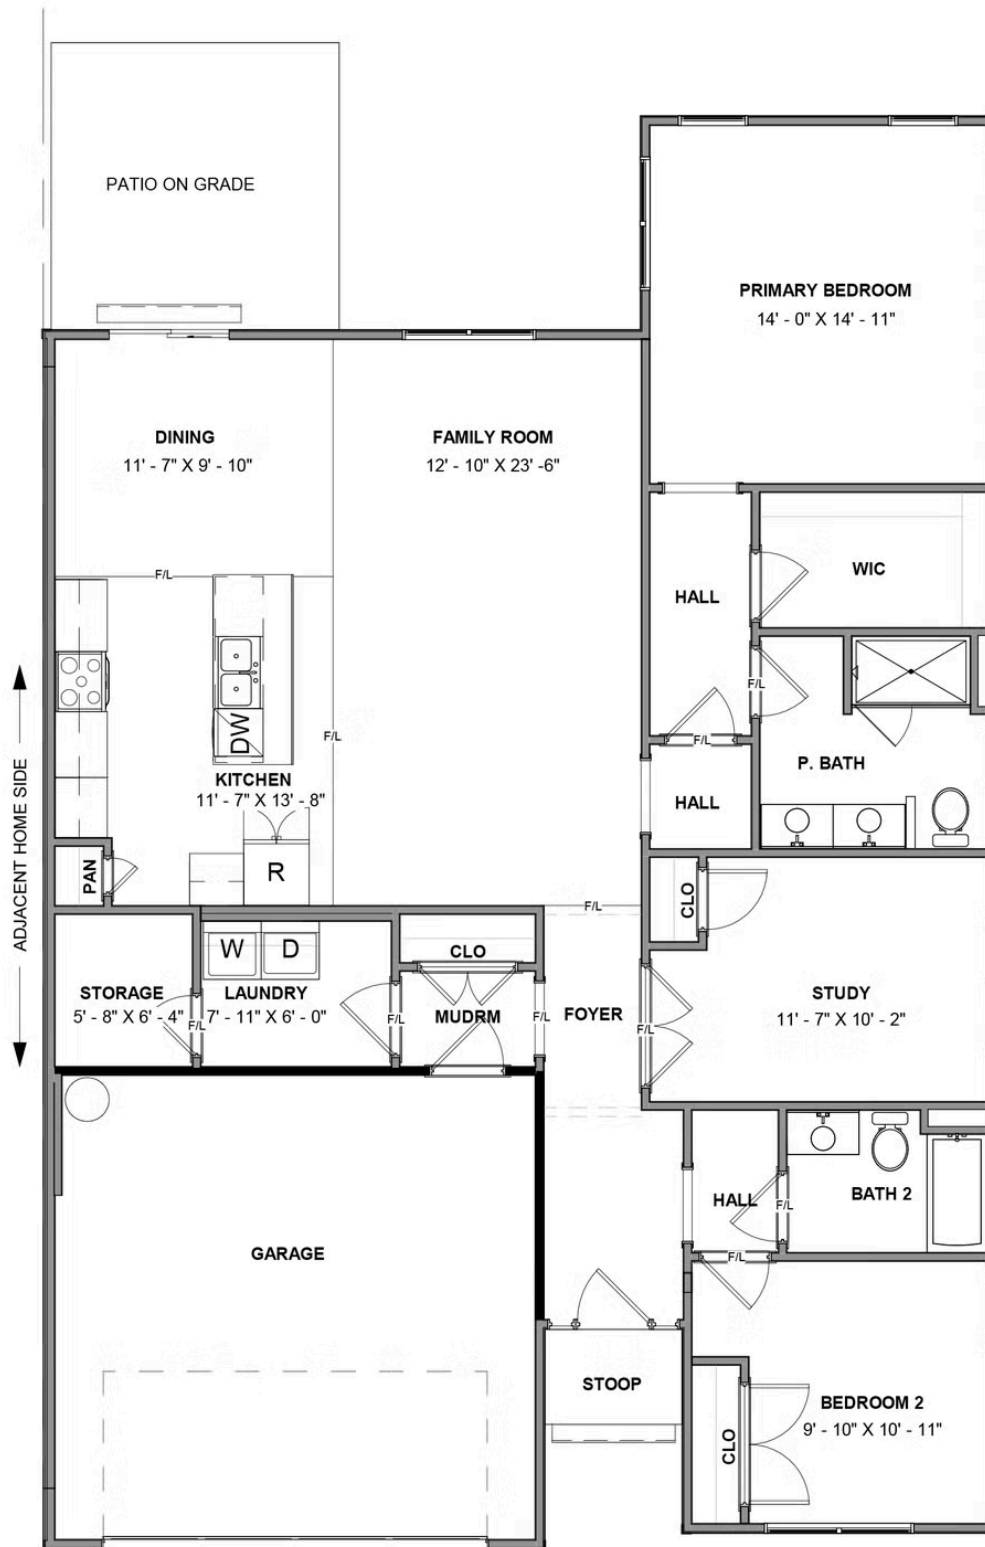 PATIO ON GRADE
PRIMARY BEDROOM
14' - 0" X 14' - 11"
DINING
11' - 7" X 9' - 10"
FAMILY ROOM
12' - 10" X 23' -6"
F/L
WIC
HALL
F/L
F/L
F/L
DW
KITCHEN
11' - 7" X 13' - 8"
P. BATH
HALL
ADJACENT HOME SIDE
PAN
R
CLO
F/L
W
D
CLO
STORAGE
5' - 8" X 6' - 4"
F/L
LAUNDRY
7' - 11" X 6' - 0"
F/L
MUDRM
F/L
FOYER
F/L
STUDY
11' - 7" X 10' - 2"
HALL
F/L
BATH 2
GARAGE
F/L
STOOP
BEDROOM 2
9' - 10" X 10' - 11"
CLO